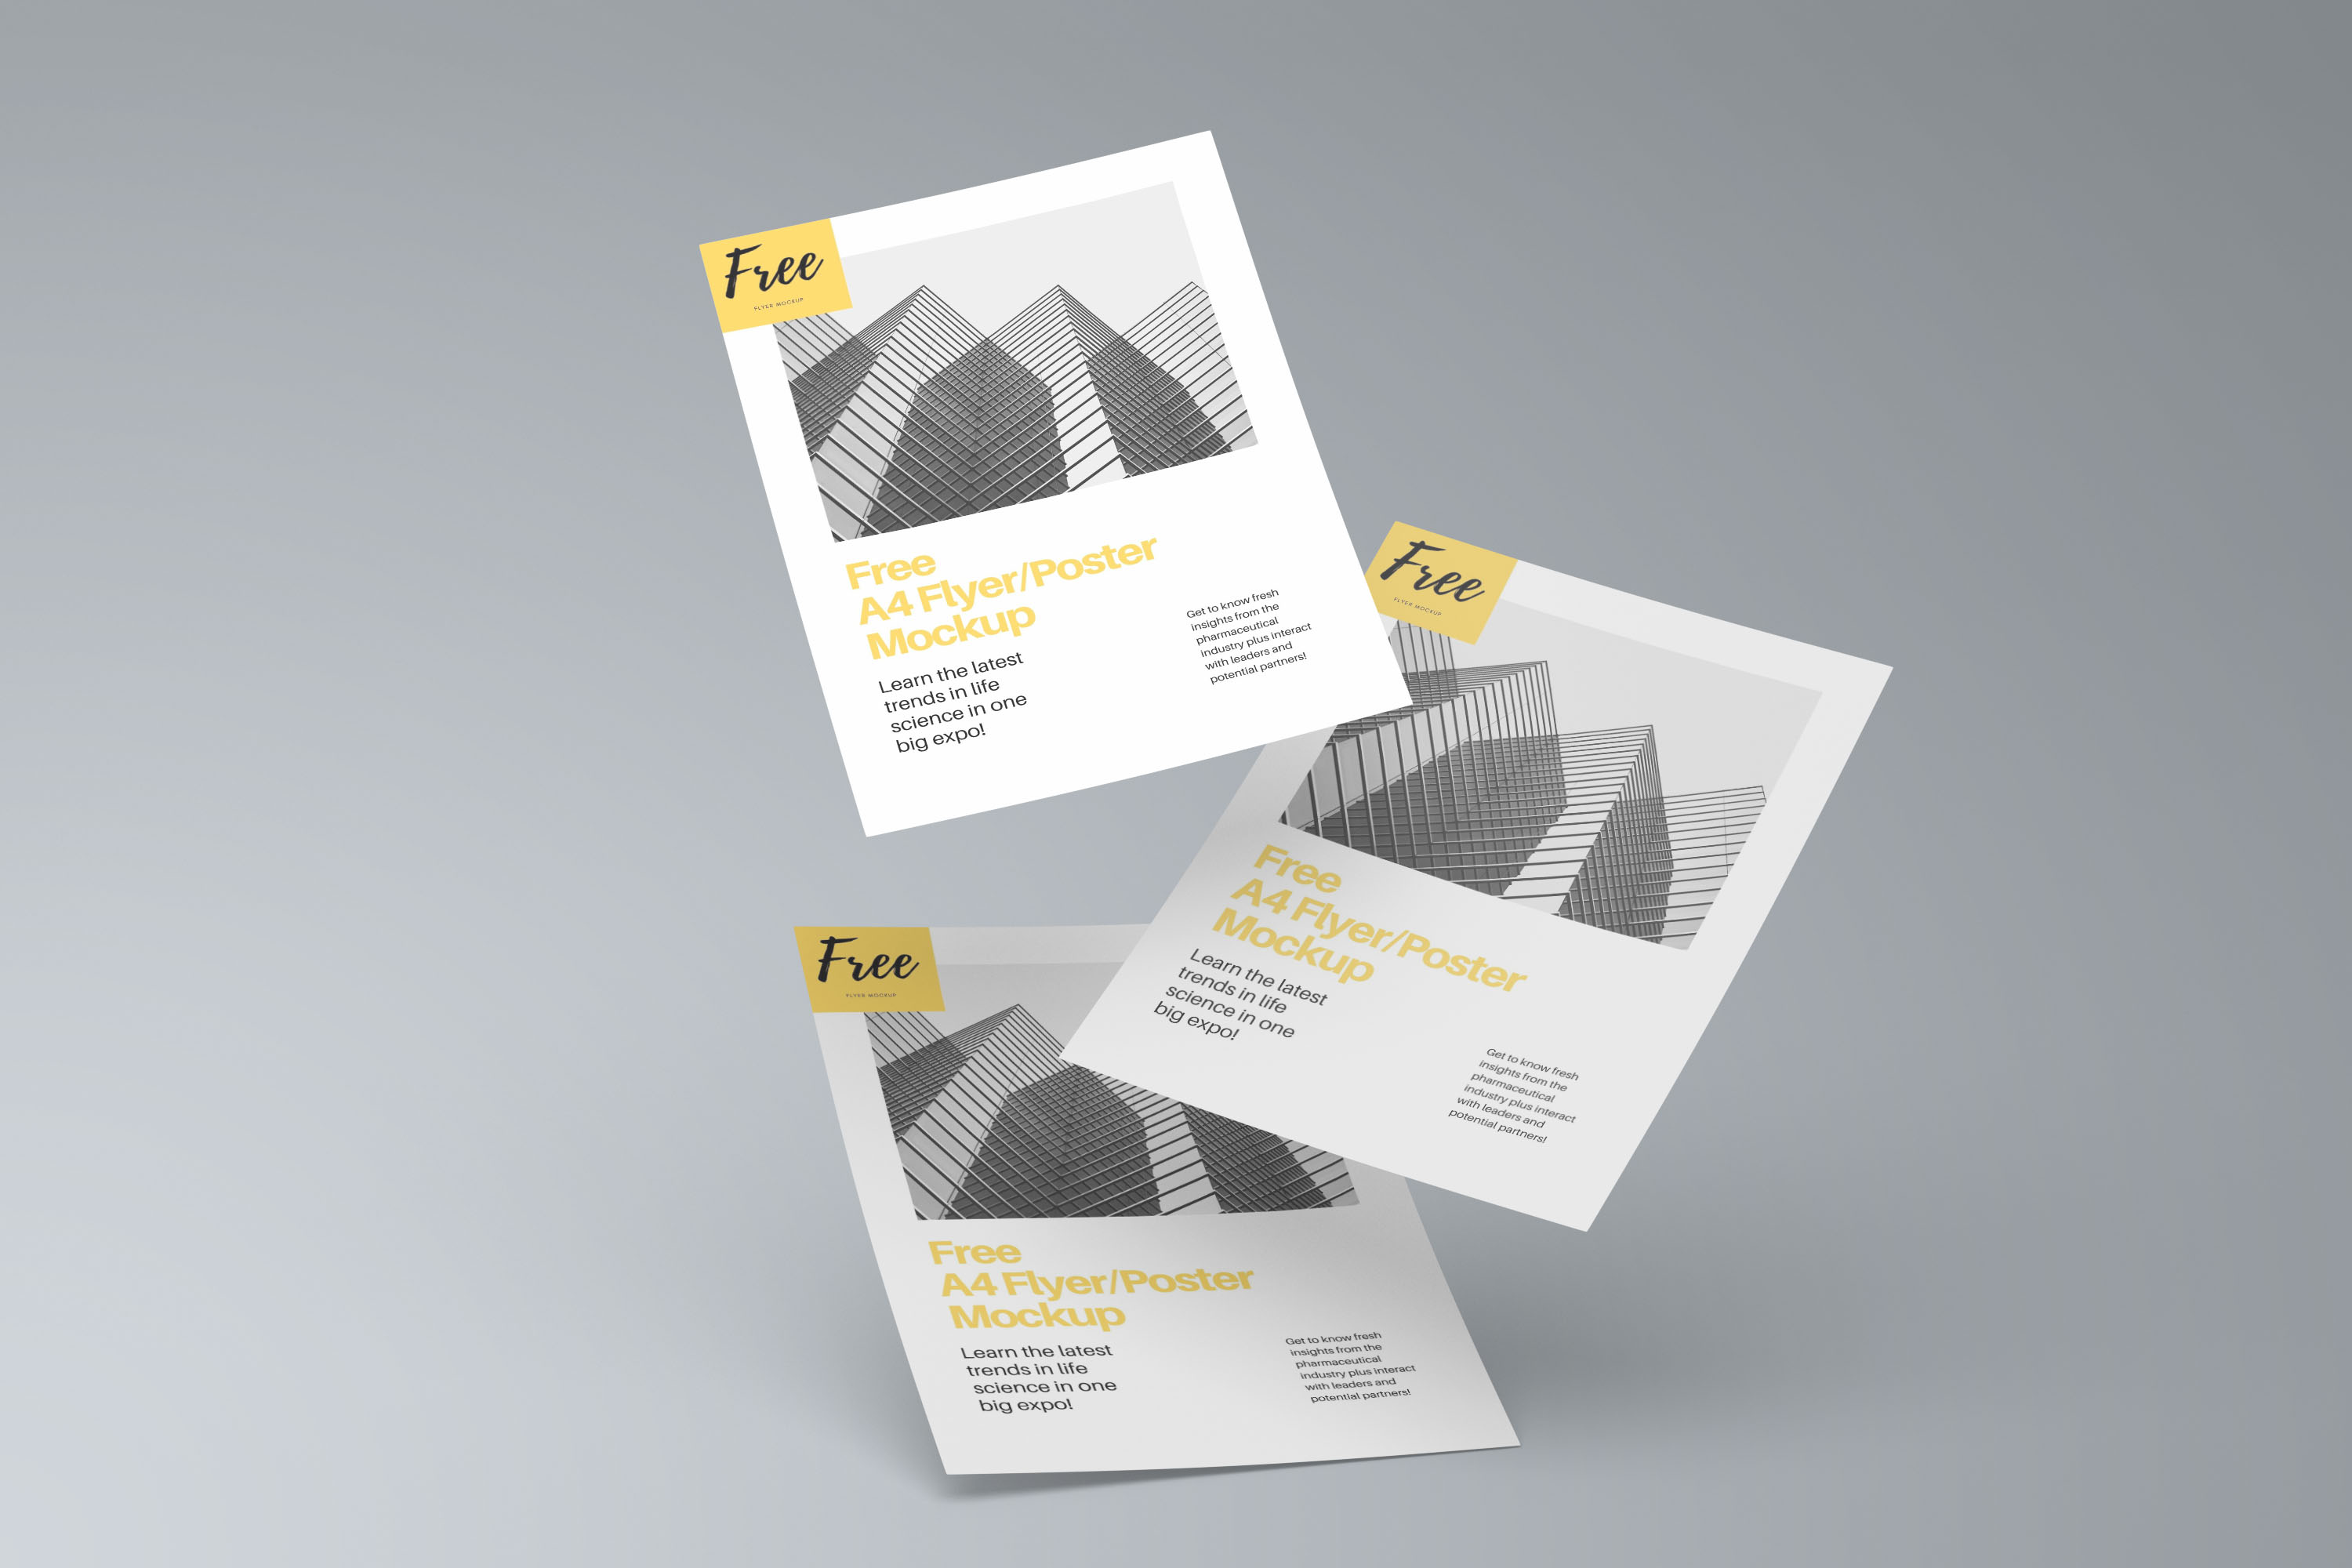 Free
FLYER MOCKUP
Free
A4 Flyer/Poster
Mockup
Learn the latest
trends in life
science in one
big expo!
Get to know fresh
insights from the
pharmaceutical
industry plus interact
with leaders and
potential partners!
Free
FLYER MOCKUP
Free
A4 Flyer/Poster
Mockup
Learn the latest
trends in life
science in one
big expo!
Get to know fresh
insights from the
pharmaceutical
industry plus interact
with leaders and
potential partners!
Free
FLYER MOCKUP
Free
A4 Flyer/Poster
Mockup
Learn the latest
trends in life
science in one
big expo!
Get to know fresh
insights from the
pharmaceutical
industry plus interact
with leaders and
potential partners!